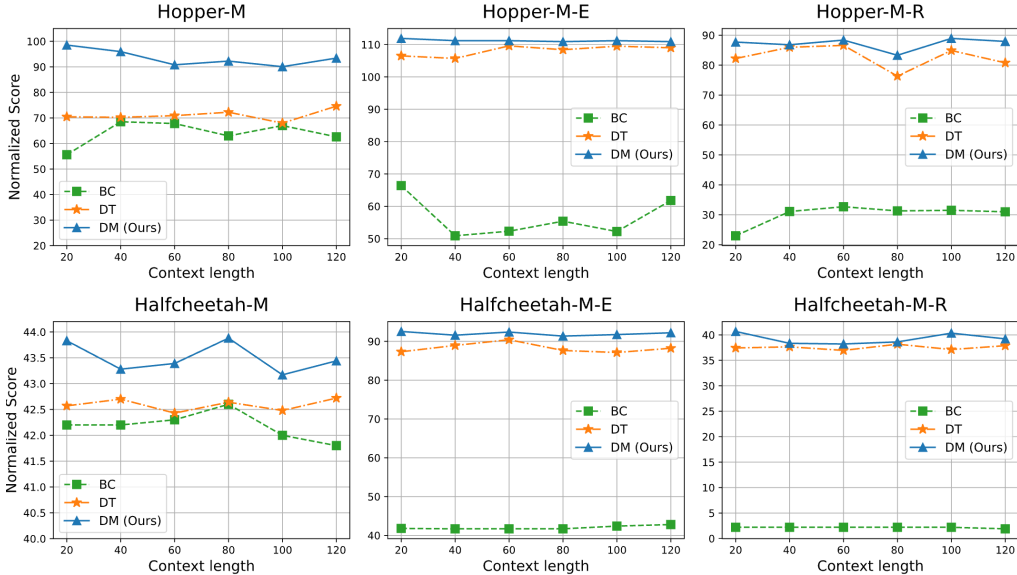 Hopper-M
Hopper-M-E
Hopper-M-R
Normalized Score
100
90
80
70
60
50
40
30
20
BC
DT
DM (Ours)
20 40 60 80 100 120
Context length
110
100
90
80
70
60
50
BC
DT
DM (Ours)
20 40 60 80 100 120
Context length
90
80
70
60
50
40
30
20
BC
DT
DM (Ours)
20 40 60 80 100 120
Context length
Halfcheetah-M
Halfcheetah-M-E
Halfcheetah-M-R
Normalized Score
44.0
43.5
43.0
42.5
42.0
41.5
41.0
40.5
40.0
BC
DT
DM (Ours)
20 40 60 80 100 120
Context length
90
80
70
60
50
40
BC
DT
DM (Ours)
20 40 60 80 100 120
Context length
40
35
30
25
20
15
10
5
0
BC
DT
DM (Ours)
20 40 60 80 100 120
Context length